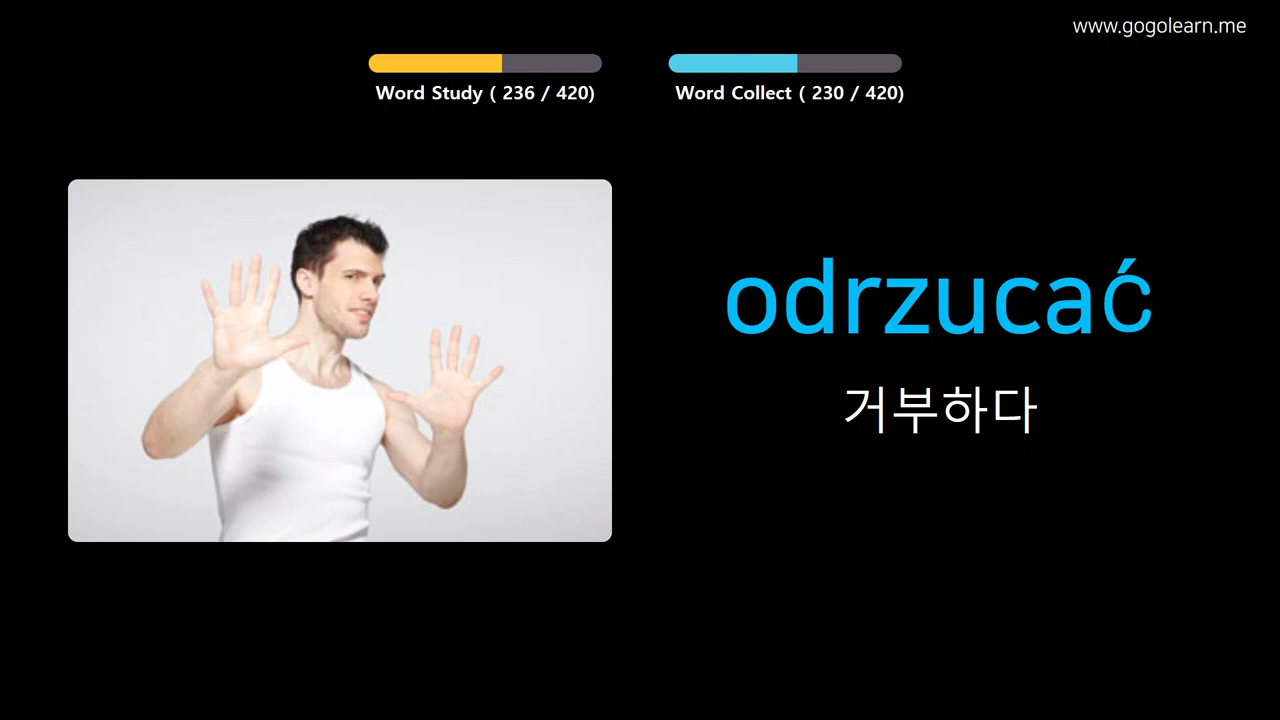 www.gogolearn.me
Word Study ( 236 / 420)
Word Collect ( 230 / 420)
odrzucać
거부하다